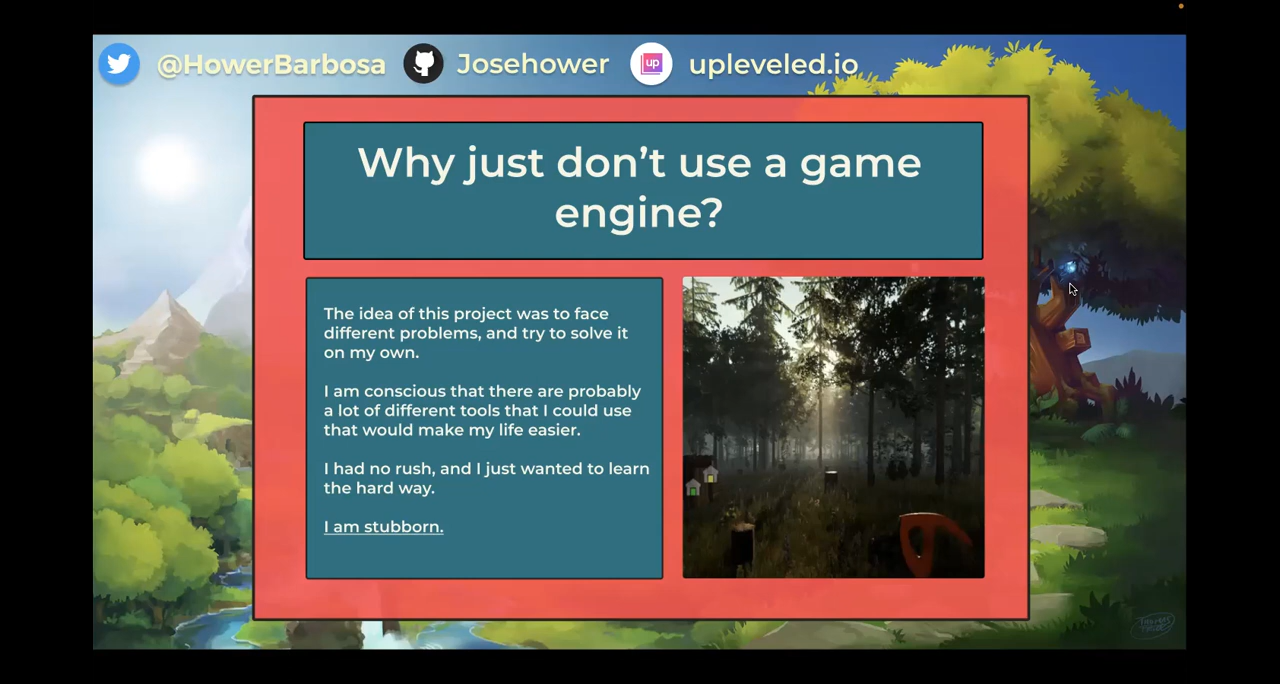 @HowerBarbosa
Josehower
up
upleveled.io
Why just don’t use a game
engine?
The idea of this project was to face
different problems, and try to solve it
on my own.
I am conscious that there are probably
a lot of different tools that I could use
that would make my life easier.
I had no rush, and I just wanted to learn
the hard way.
I am stubborn.